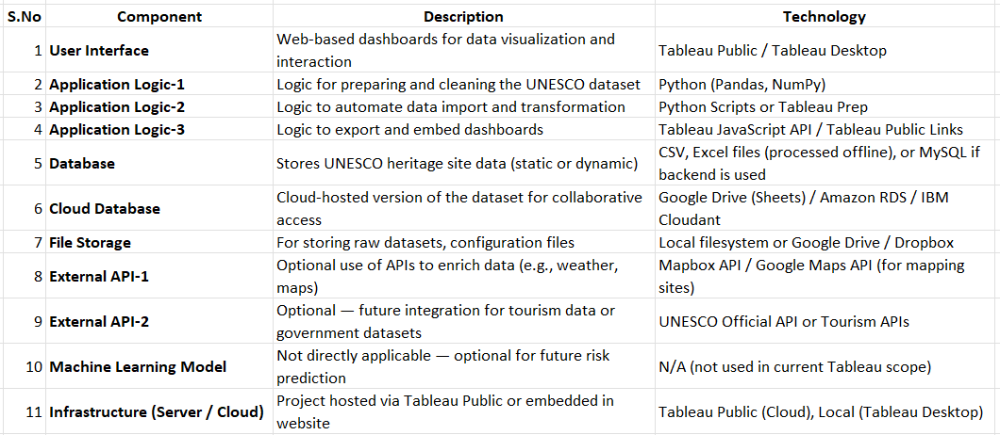 S.No Component Description Technology
1 User Interface Web-based dashboards for data visualization and interaction Tableau Public / Tableau Desktop
2 Application Logic-1 Logic for preparing and cleaning the UNESCO dataset Python (Pandas, NumPy)
3 Application Logic-2 Logic to automate data import and transformation Python Scripts or Tableau Prep
4 Application Logic-3 Logic to export and embed dashboards Tableau JavaScript API / Tableau Public Links
5 Database Stores UNESCO heritage site data (static or dynamic) CSV, Excel files (processed offline), or MySQL if backend is used
6 Cloud Database Cloud-hosted version of the dataset for collaborative access Google Drive (Sheets) / Amazon RDS / IBM Cloudant
7 File Storage For storing raw datasets, configuration files Local filesystem or Google Drive / Dropbox
8 External API-1 Optional use of APIs to enrich data (e.g., weather, maps) Mapbox API / Google Maps API (for mapping sites)
9 External API-2 Optional — future integration for tourism data or government datasets UNESCO Official API or Tourism APIs
10 Machine Learning Model Not directly applicable — optional for future risk prediction N/A (not used in current Tableau scope)
11 Infrastructure (Server / Cloud) Project hosted via Tableau Public or embedded in website Tableau Public (Cloud), Local (Tableau Desktop)